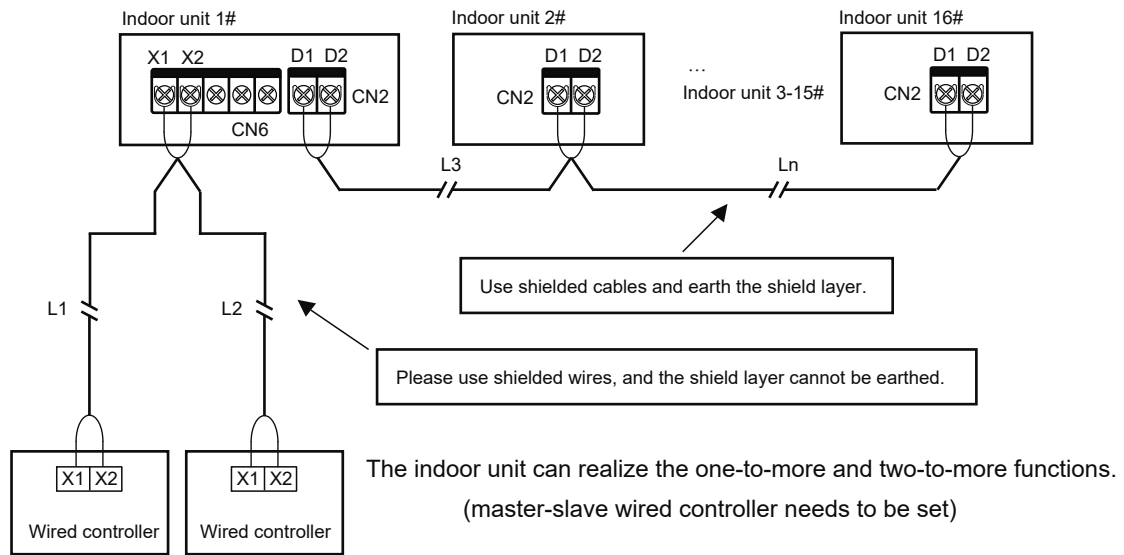 Indoor unit 1#
Indoor unit 2#
Indoor unit 16#
X1 X2
D1 D2
CN2
CN6
D1 D2
CN2
...
Indoor unit 3-15#
D1 D2
CN2
L3
Ln
Use shielded cables and earth the shield layer.
L1
L2
Please use shielded wires, and the shield layer cannot be earthed.
X1 X2
Wired controller
X1 X2
Wired controller
The indoor unit can realize the one-to-more and two-to-more functions.
(master-slave wired controller needs to be set)